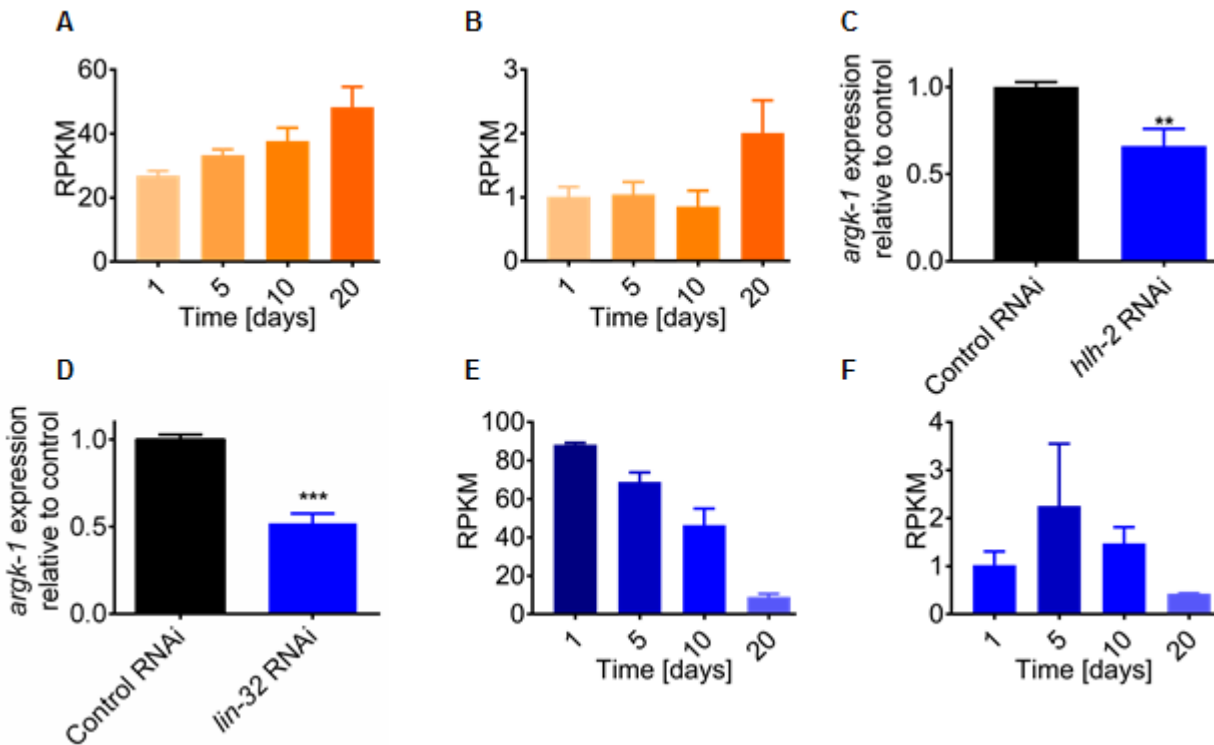 A
RPKM
60
40
20
0
1
5
10
20
Time [days]
B
RPKM
3
2
1
0
1
5
10
20
Time [days]
C
argk-1 expression
relative to control
1.0
0.5
0.0
Control RNAi
hlh-2 RNAi
**
D
argk-1 expression
relative to control
1.0
0.5
0.0
Control RNAi
lin-32 RNAi
***
E
RPKM
100
80
60
40
20
0
1
5
10
20
Time [days]
F
RPKM
4
3
2
1
0
1
5
10
20
Time [days]